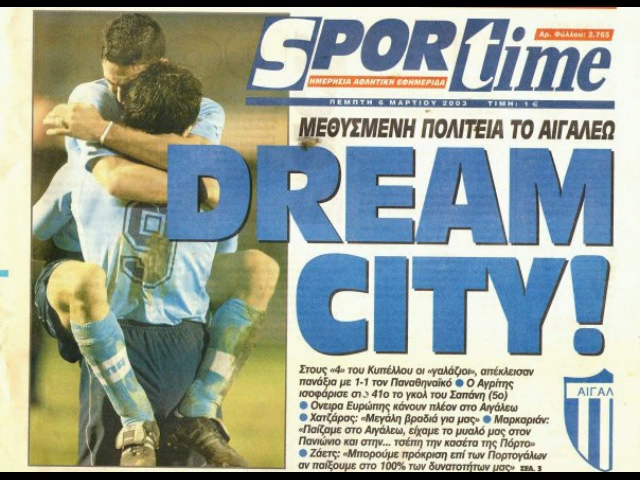 SPORtime
Αρ. Φύλλου: 2.765
ΗΜΕΡΗΣΙΑ ΑΘΛΗΤΙΚΗ ΕΦΗΜΕΡΙΔΑ
ΠΕΜΠΤΗ 6 ΜΑΡΤΙΟΥ 2003 ΤΙΜΗ: 1 €
ΜΕΘΥΣΜΕΝΗ ΠΟΛΙΤΕΙΑ ΤΟ ΑΙΓΑΛΕΩ
DREAM
CITY!
9
Στους «4» του Κυπέλλου οι «γαλάζιοι», απέκλεισαν
πανάξια με 1-1 τον Παναθηναϊκό ● Ο Αγρίτης
ισοφάρισε στο 41ο το γκολ του Σαπάνη (5ο)
● Ονειρα Ευρώπης κάνουν πλέον στο Αιγάλεω
● Χατζάρας: «Μεγάλη βραδιά για μας» ● Μαρκαριάν:
«Παίζαμε στο Αιγάλεω, είχαμε το μυαλό μας στον
Πανιώνιο και στην... τσέπη την κασέτα της Πόρτο»
● Ζάετς: «Μπορούμε πρόκριση επί των Πορτογάλων
αν παίξουμε στο 100% των δυνατοτήτων μας» ΣΕΛ. 3
ΑΙΓΑΛ